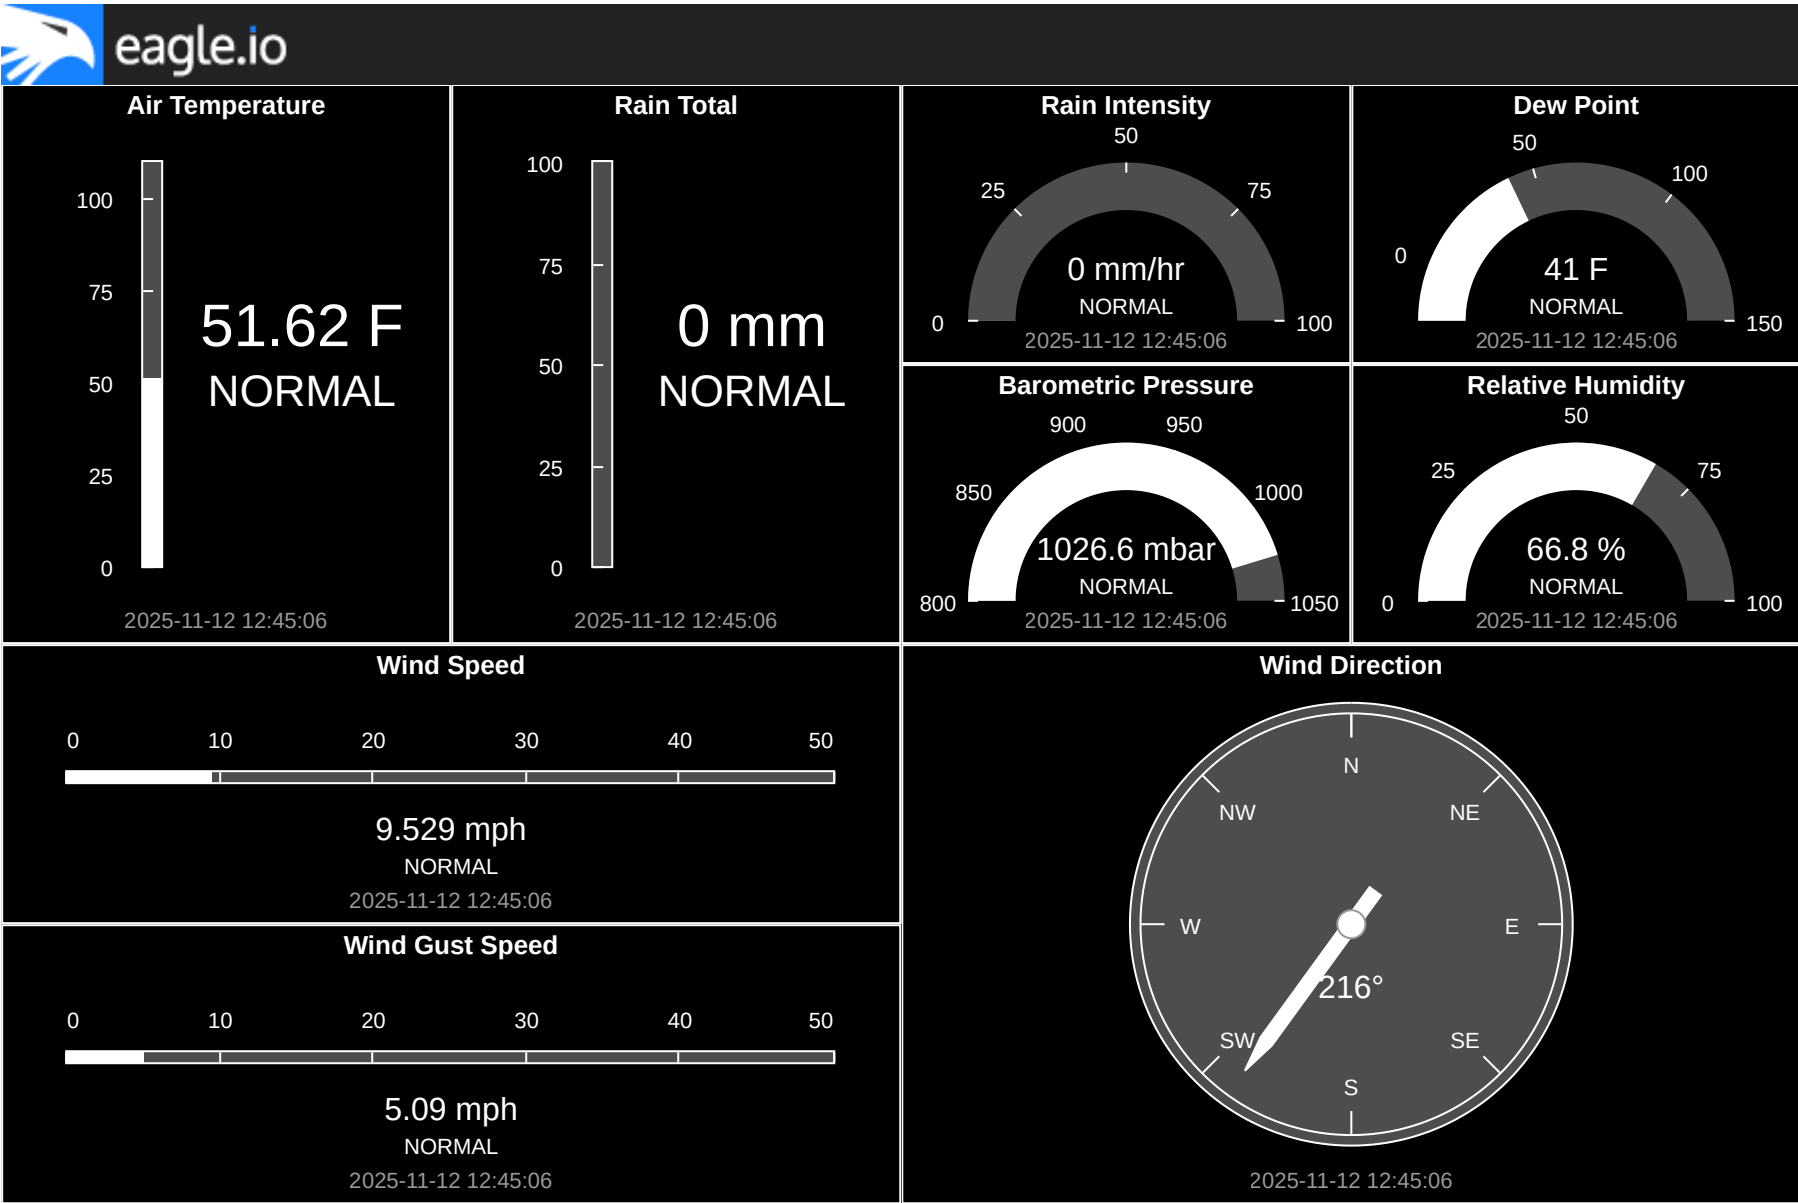 eagle.io
Air Temperature
100
75
50
25
0
51.62 F
NORMAL
2025-11-12 12:45:06
Rain Total
100
75
50
25
0
0 mm
NORMAL
2025-11-12 12:45:06
Rain Intensity
50
25
75
0
100
0 mm/hr
NORMAL
2025-11-12 12:45:06
Dew Point
50
100
0
150
41 F
NORMAL
2025-11-12 12:45:06
Barometric Pressure
900
950
850
1000
800
1050
1026.6 mbar
NORMAL
2025-11-12 12:45:06
Relative Humidity
50
25
75
0
100
66.8 %
NORMAL
2025-11-12 12:45:06
Wind Speed
0 10 20 30 40 50
9.529 mph
NORMAL
2025-11-12 12:45:06
Wind Gust Speed
0 10 20 30 40 50
5.09 mph
NORMAL
2025-11-12 12:45:06
Wind Direction
N
NW NE
W E
216°
SW SE
S
2025-11-12 12:45:06